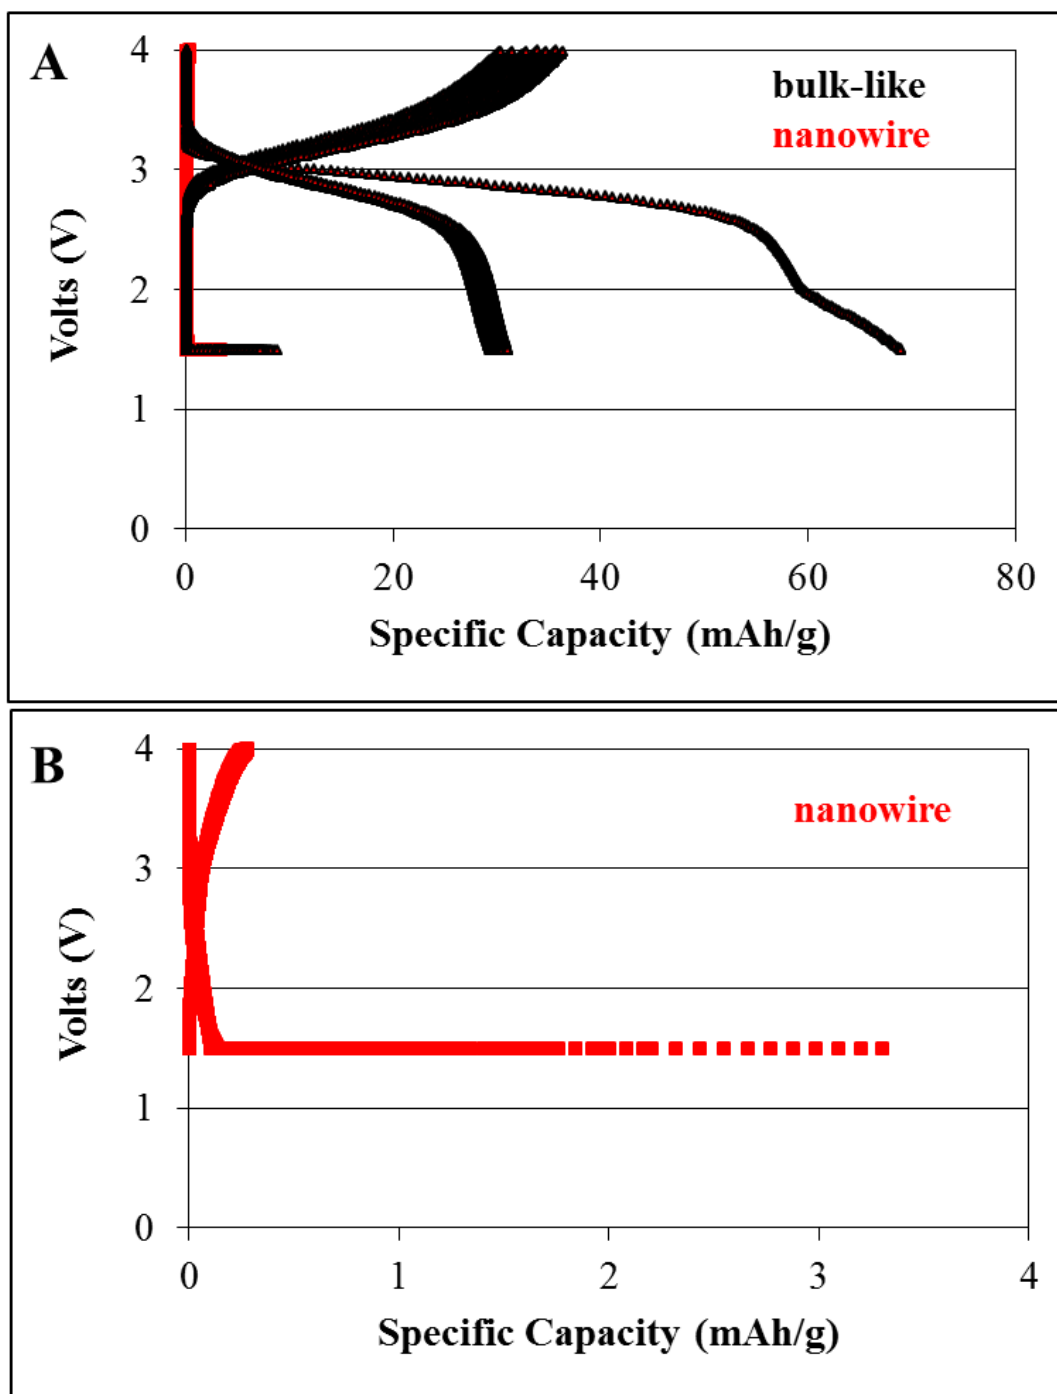 A
bulk-like
nanowire
4
3
2
1
0
Volts (V)
0 20 40 60 80
Specific Capacity (mAh/g)
B
nanowire
4
3
2
1
0
Volts (V)
0 1 2 3 4
Specific Capacity (mAh/g)